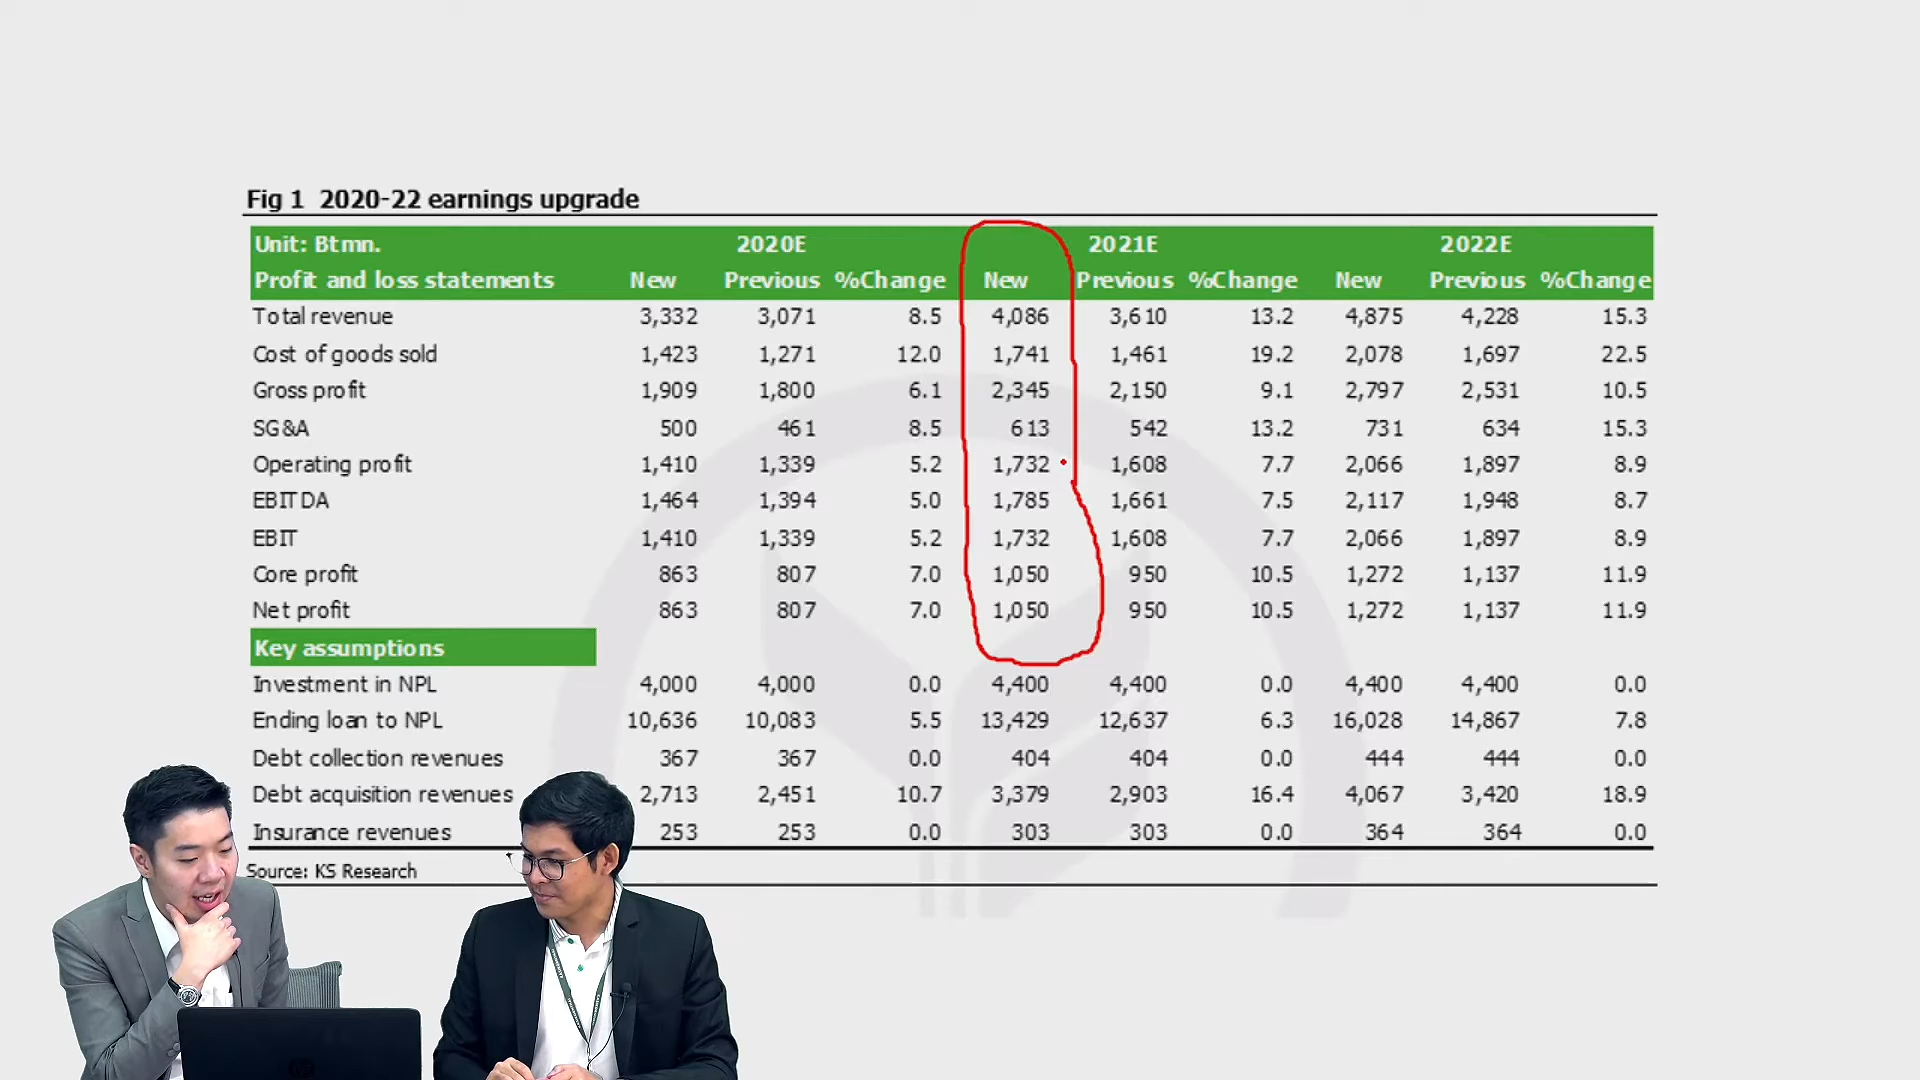 Fig 1 2020-22 earnings upgrade
Unit: Btmn. 2020E 2021E 2022E
Profit and loss statements New Previous %Change New Previous %Change New Previous %Change
Total revenue 3,332 3,071 8.5 4,086 3,610 13.2 4,875 4,228 15.3
Cost of goods sold 1,423 1,271 12.0 1,741 1,461 19.2 2,078 1,697 22.5
Gross profit 1,909 1,800 6.1 2,345 2,150 9.1 2,797 2,531 10.5
SG&A 500 461 8.5 613 542 13.2 731 634 15.3
Operating profit 1,410 1,339 5.2 1,732 1,608 7.7 2,066 1,897 8.9
EBITDA 1,464 1,394 5.0 1,785 1,661 7.5 2,117 1,948 8.7
EBIT 1,410 1,339 5.2 1,732 1,608 7.7 2,066 1,897 8.9
Core profit 863 807 7.0 1,050 950 10.5 1,272 1,137 11.9
Net profit 863 807 7.0 1,050 950 10.5 1,272 1,137 11.9
Key assumptions
Investment in NPL 4,000 4,000 0.0 4,400 4,400 0.0 4,400 4,400 0.0
Ending loan to NPL 10,636 10,083 5.5 13,429 12,637 6.3 16,028 14,867 7.8
Debt collection revenues 367 367 0.0 404 404 0.0 444 444 0.0
Debt acquisition revenues 2,713 2,451 10.7 3,379 2,903 16.4 4,067 3,420 18.9
Insurance revenues 253 253 0.0 303 303 0.0 364 364 0.0
Source: KS Research